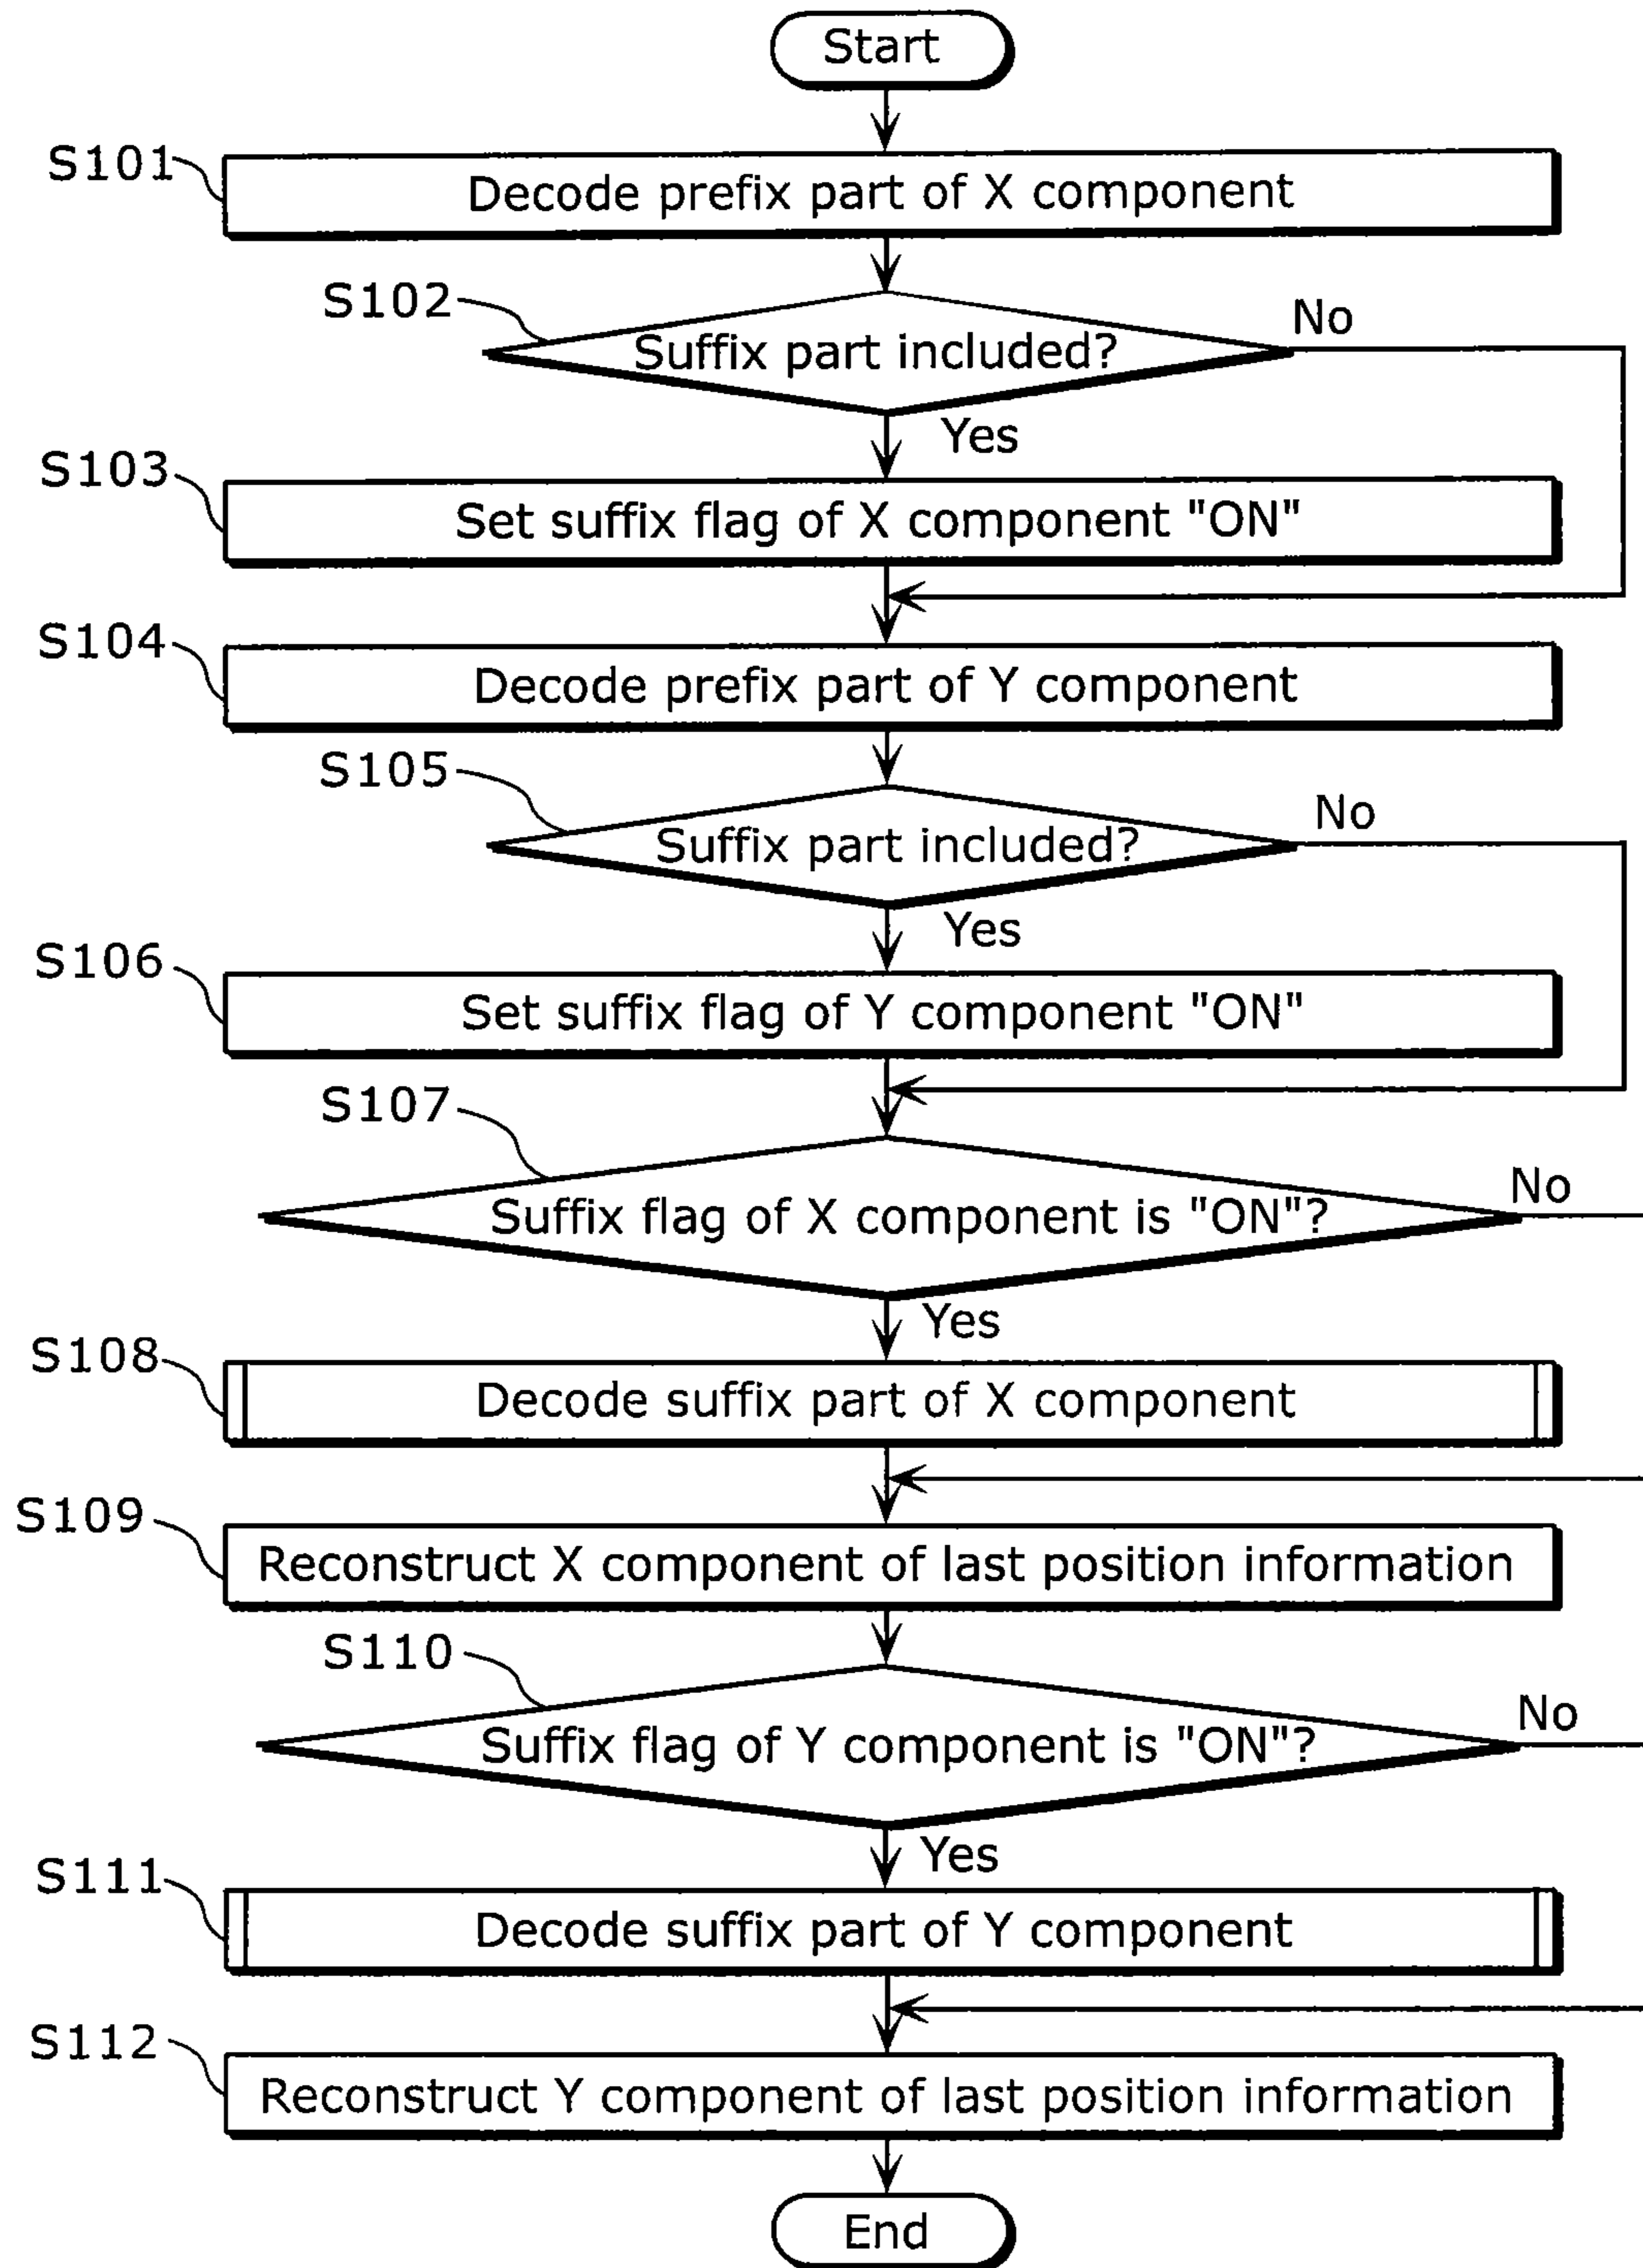 Start
S101
Decode prefix part of X component
S102
Suffix part included?
No
Yes
S103
Set suffix flag of X component "ON"
S104
Decode prefix part of Y component
S105
Suffix part included?
No
Yes
S106
Set suffix flag of Y component "ON"
S107
Suffix flag of X component is "ON"?
No
Yes
S108
Decode suffix part of X component
S109
Reconstruct X component of last position information
S110
Suffix flag of Y component is "ON"?
No
Yes
S111
Decode suffix part of Y component
S112
Reconstruct Y component of last position information
End